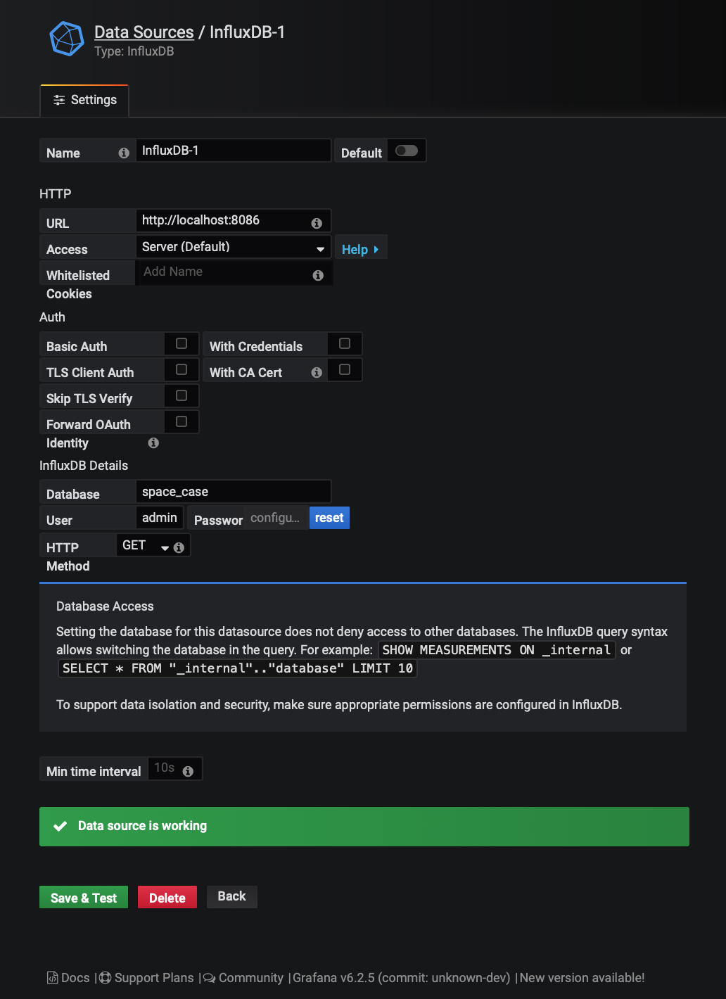 Data Sources / InfluxDB-1
Type: InfluxDB
Settings
Name InfluxDB-1 Default
HTTP
URL http://localhost:8086
Access Server (Default) Help
Whitelisted Add Name
Cookies
Auth
Basic Auth With Credentials
TLS Client Auth With CA Cert
Skip TLS Verify
Forward OAuth
Identity
InfluxDB Details
Database space_case
User admin Passwor configu... reset
HTTP GET
Method
Database Access
Setting the database for this datasource does not deny access to other databases. The InfluxDB query syntax
allows switching the database in the query. For example: SHOW MEASUREMENTS ON _internal or
SELECT * FROM "_internal".."database" LIMIT 10
To support data isolation and security, make sure appropriate permissions are configured in InfluxDB.
Min time interval 10s
Data source is working
Save & Test Delete Back
Docs | Support Plans | Community | Grafana v6.2.5 (commit: unknown-dev) | New version available!